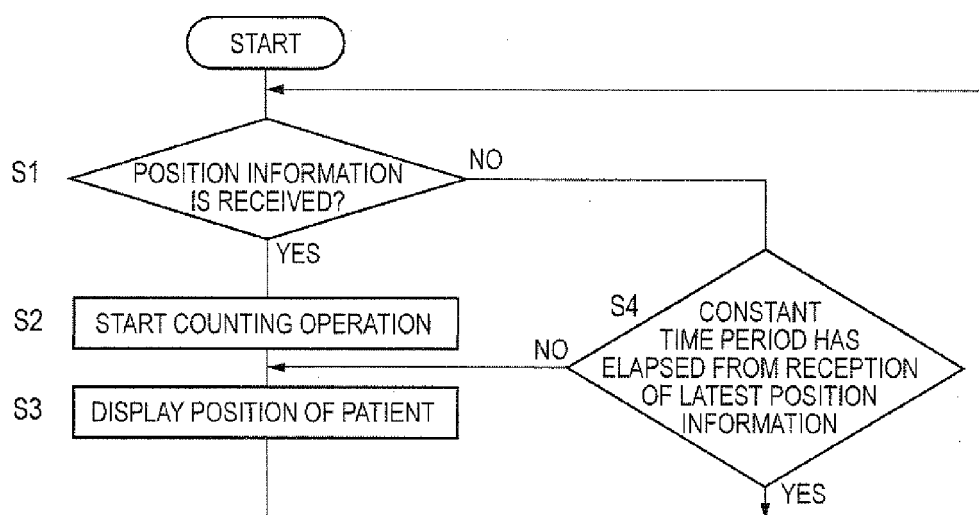 START
S1
POSITION INFORMATION
IS RECEIVED?
NO
YES
S2
START COUNTING OPERATION
S3
DISPLAY POSITION OF PATIENT
S4
CONSTANT
TIME PERIOD HAS
ELAPSED FROM RECEPTION
OF LATEST POSITION
INFORMATION
NO
YES